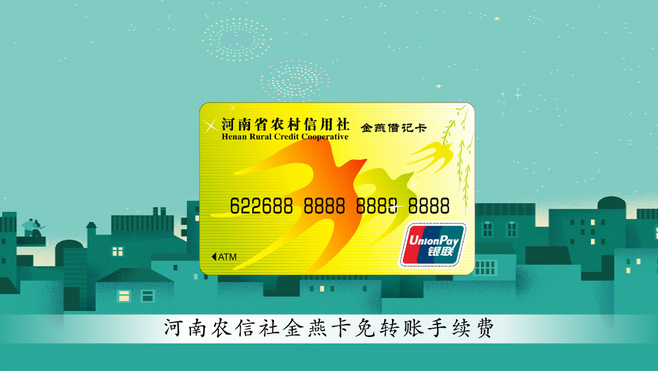 河南省农村信用社 金燕借记卡
Henan Rural Credit Cooperative
622688 8888 8888 8888
UnionPay
银联
ATM
河南农信社金燕卡免转账手续费